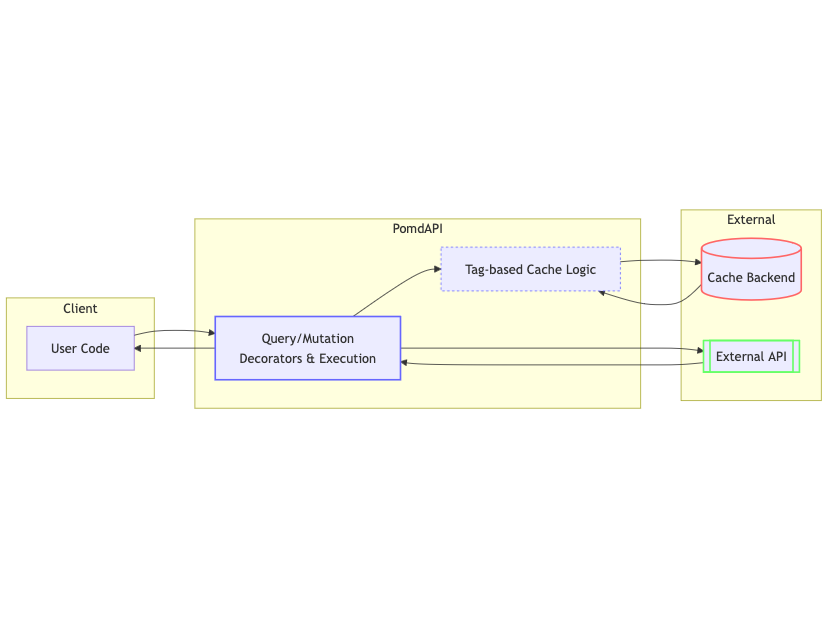 Client
User Code
PomdAPI
Query/Mutation
Decorators & Execution
Tag-based Cache Logic
External
Cache Backend
External API